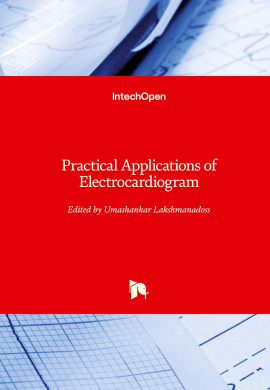 IntechOpen
Practical Applications of
Electrocardiogram
Edited by Umashankar Lakshmanadoss